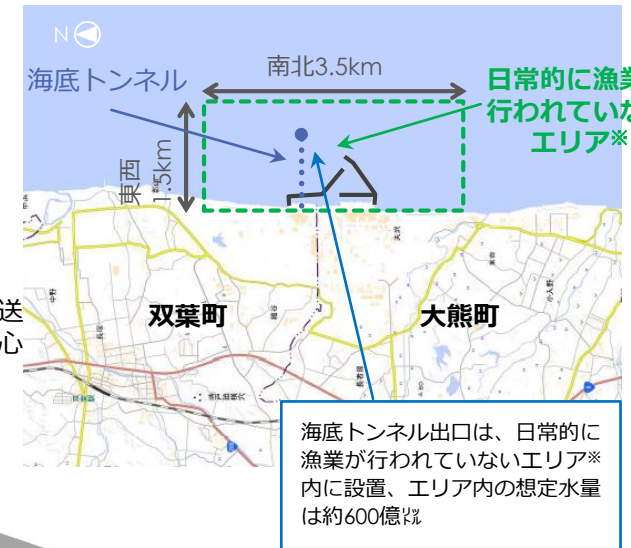 N
南北3.5km
海底トンネル
日常的に漁業
行われていな
エリア※
東西
1.5km
送
心
双葉町
大熊町
海底トンネル出口は、日常的に
漁業が行われていないエリア※
内に設置、エリア内の想定水量
は約600億㍑